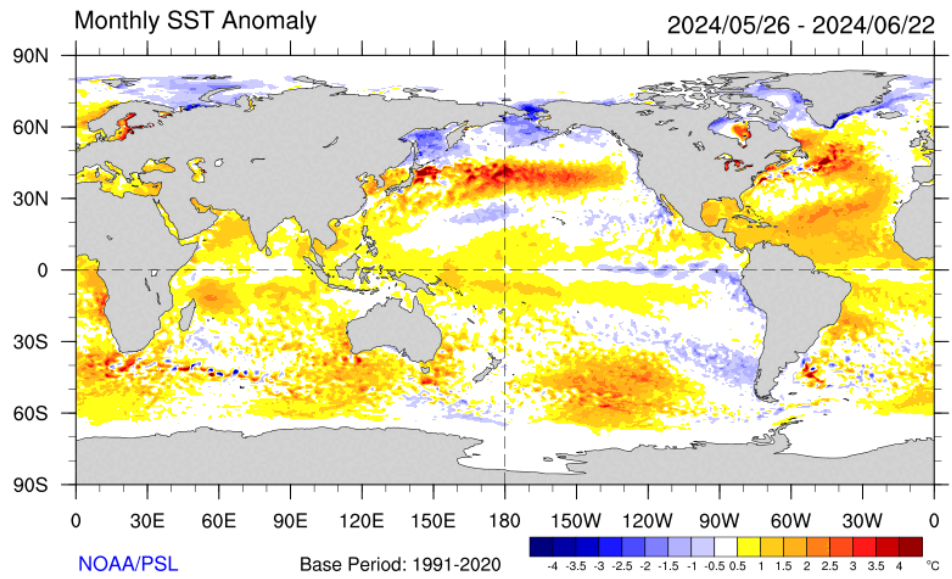 Monthly SST Anomaly 2024/05/26 - 2024/06/22
90N
60N
30N
0
30S
60S
90S
0 30E 60E 90E 120E 150E 180 150W 120W 90W 60W 30W 0
NOAA/PSL Base Period: 1991-2020
-4 -3.5 -3 -2.5 -2 -1.5 -1 -0.5 0.5 1 1.5 2 2.5 3 3.5 4 °C